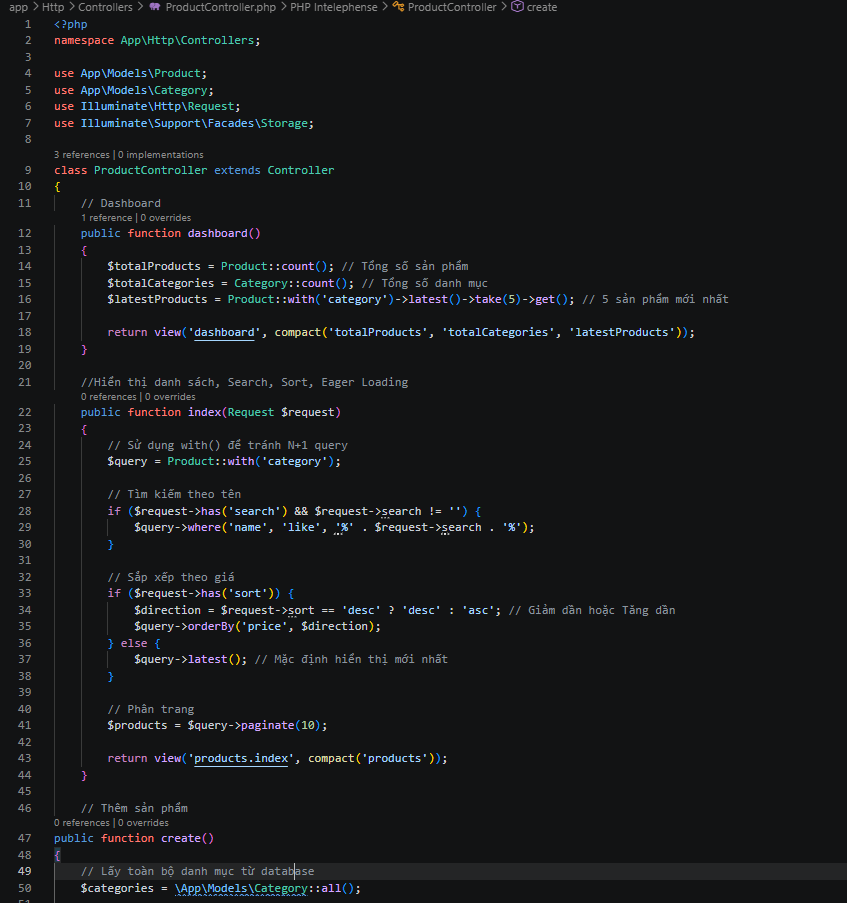 app > Http > Controllers > ProductController.php > PHP Intelephense > ProductController > create
1 <?php
2 namespace App\Http\Controllers;
3
4 use App\Models\Product;
5 use App\Models\Category;
6 use Illuminate\Http\Request;
7 use Illuminate\Support\Facades\Storage;
8
3 references | 0 implementations
9 class ProductController extends Controller
10 {
11     // Dashboard
1 reference | 0 overrides
12     public function dashboard()
13     {
14         $totalProducts = Product::count(); // Tổng số sản phẩm
15         $totalCategories = Category::count(); // Tổng số danh mục
16         $latestProducts = Product::with('category')->latest()->take(5)->get(); // 5 sản phẩm mới nhất
17
18         return view('dashboard', compact('totalProducts', 'totalCategories', 'latestProducts'));
19     }
20
21     //Hiển thị danh sách, Search, Sort, Eager Loading
0 references | 0 overrides
22     public function index(Request $request)
23     {
24         // Sử dụng with() để tránh N+1 query
25         $query = Product::with('category');
26
27         // Tìm kiếm theo tên
28         if ($request->has('search') && $request->search != '') {
29             $query->where('name', 'like', '%' . $request->search . '%');
30         }
31
32         // Sắp xếp theo giá
33         if ($request->has('sort')) {
34             $direction = $request->sort == 'desc' ? 'desc' : 'asc'; // Giảm dần hoặc Tăng dần
35             $query->orderBy('price', $direction);
36         } else {
37             $query->latest(); // Mặc định hiển thị mới nhất
38         }
39
40         // Phân trang
41         $products = $query->paginate(10);
42
43         return view('products.index', compact('products'));
44     }
45
46     // Thêm sản phẩm
0 references | 0 overrides
47 public function create()
48 {
49     // Lấy toàn bộ danh mục từ database
50     $categories = \App\Models\Category::all();